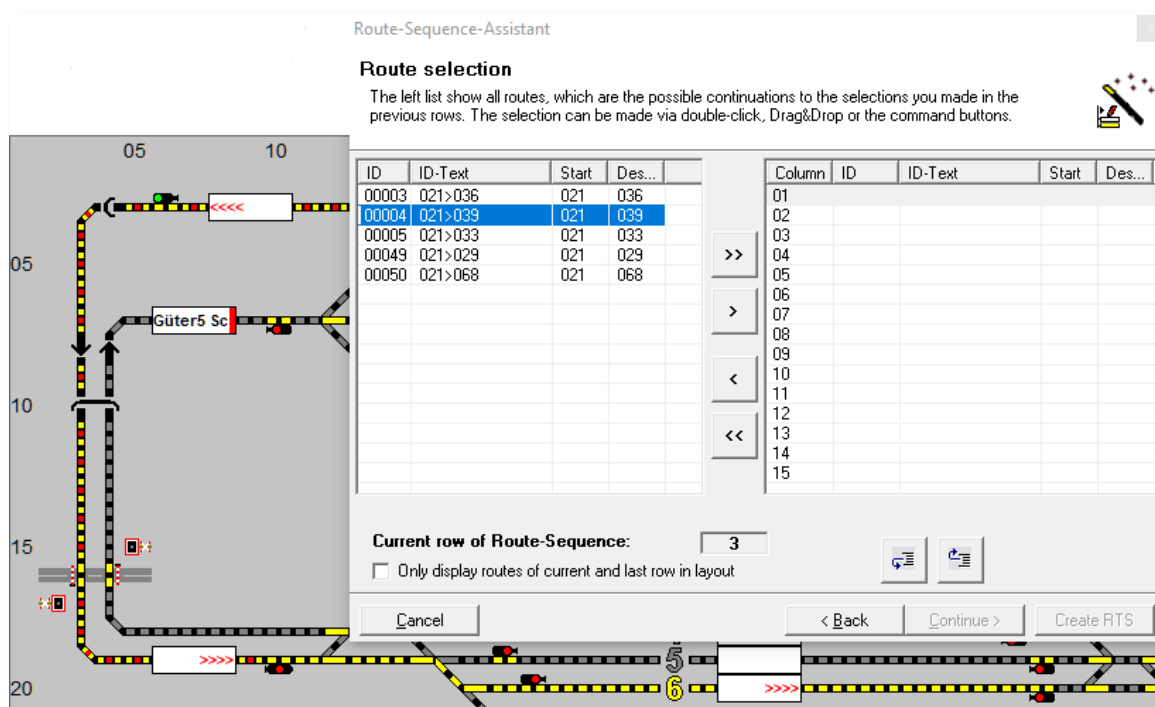 Route-Sequence-Assistant
Route selection
The left list show all routes, which are the possible continuations to the selections you made in the
previous rows. The selection can be made via double-click, Drag&Drop or the command buttons.
05 10
ID ID-Text Start Des...
00003 021>036 021 036
00004 021>039 021 039
00005 021>033 021 033
00049 021>029 021 029
00050 021>068 021 068
>>
>
<
<<
Column ID ID-Text Start Des...
01
02
03
04
05
06
07
08
09
10
11
12
13
14
15
<<<<
05
Güter5 Sc
10
15
Current row of Route-Sequence: 3
Only display routes of current and last row in layout
Cancel
< Back
Continue >
Create RTS
>>>>
5
20
6
>>>>